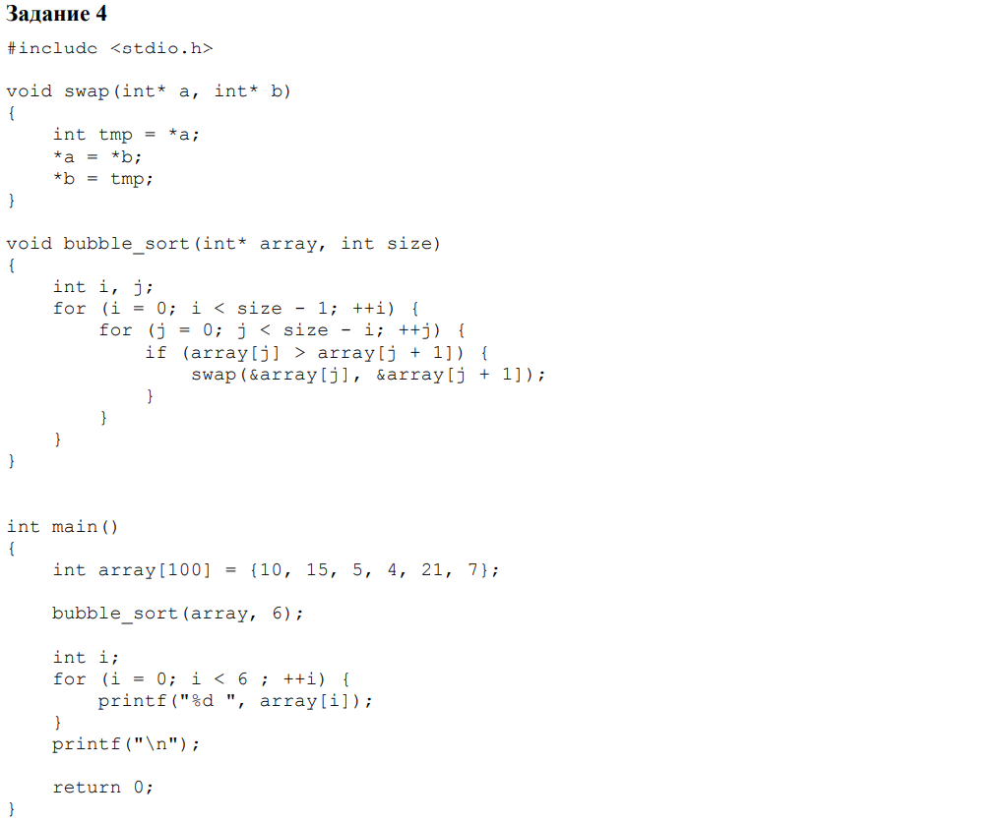 Задание 4
#include <stdio.h>
void swap(int* a, int* b)
{
    int tmp = *a;
    *a = *b;
    *b = tmp;
}
void bubble_sort(int* array, int size)
{
    int i, j;
    for (i = 0; i < size - 1; ++i) {
        for (j = 0; j < size - i; ++j) {
            if (array[j] > array[j + 1]) {
                swap(&array[j], &array[j + 1]);
            }
        }
    }
}
int main()
{
    int array[100] = {10, 15, 5, 4, 21, 7};
    bubble_sort(array, 6);
    int i;
    for (i = 0; i < 6 ; ++i) {
        printf("%d ", array[i]);
    }
    printf("\n");
    return 0;
}